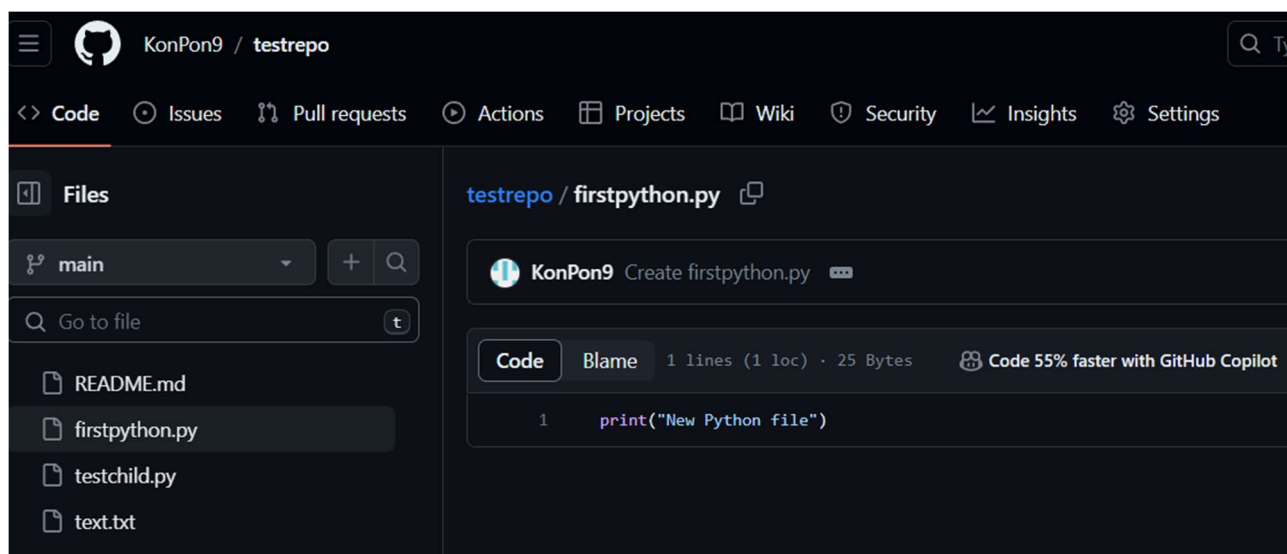 KonPon9 / testrepo
Code Issues Pull requests Actions Projects Wiki Security Insights Settings
Files
main
Go to file t
README.md
firstpython.py
testchild.py
text.txt
testrepo / firstpython.py
KonPon9 Create firstpython.py
Code Blame 1 lines (1 loc) · 25 Bytes Code 55% faster with GitHub Copilot
1 print("New Python file")